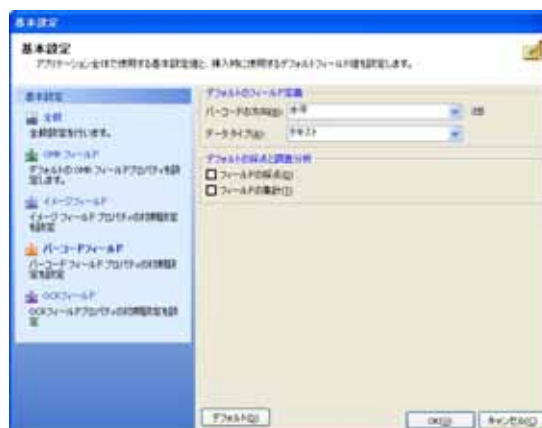 基本設定
基本設定
アプリケーション全体で使用する基本設定値と、挿入時に使用するデフォルトフィールド値を設定します。
基本設定
全般
全般設定を行います。
OMR フィールド
デフォルトの OMR フィールドプロパティを設定します。
イメージフィールド
イメージ フィールド プロパティの初期設定を設定
バーコードフィールド
バーコード フィールド プロパティの初期設定を設定
OCRフィールド
OCRフィールドプロパティの初期設定を設定
デフォルトのフィールド定義
バーコードの方向(B): 水平
データタイプ(A): テキスト
デフォルトの採点と調査分析
フィールドの採点(G)
フィールドの集計(T)
デフォルト(D)
OK(O)
キャンセル(C)